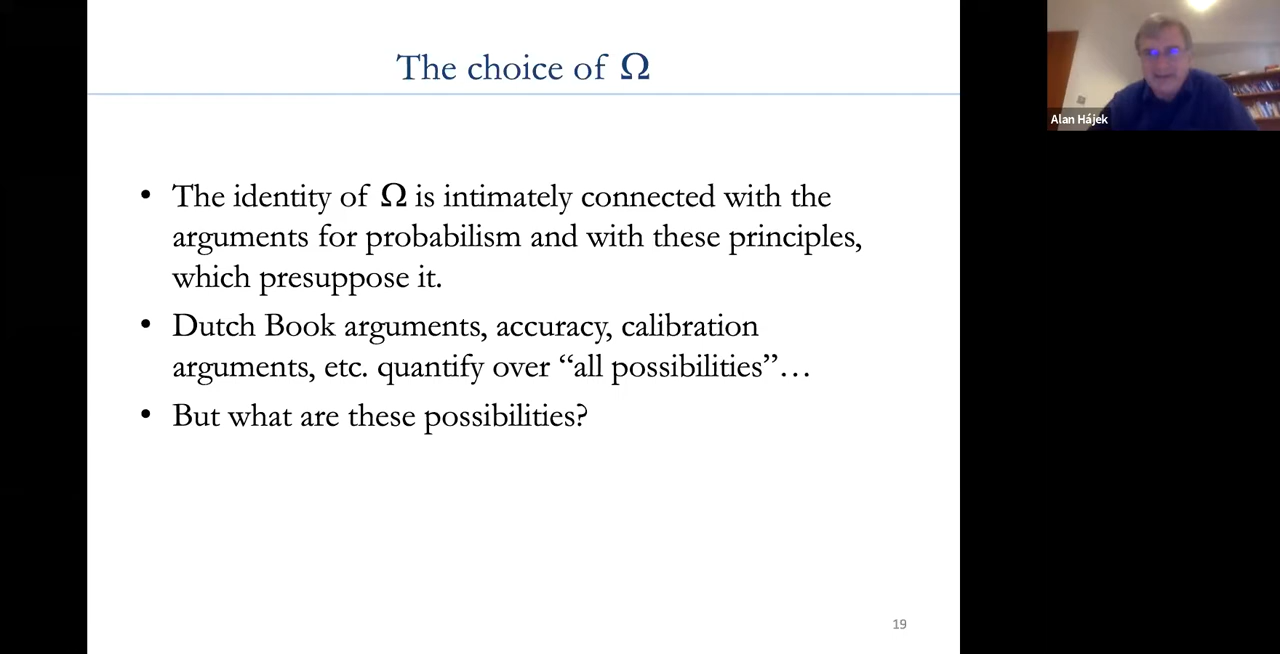 The choice of Ω
• The identity of Ω is intimately connected with the
arguments for probabilism and with these principles,
which presuppose it.
• Dutch Book arguments, accuracy, calibration
arguments, etc. quantify over “all possibilities”…
• But what are these possibilities?
19
Alan Hájek